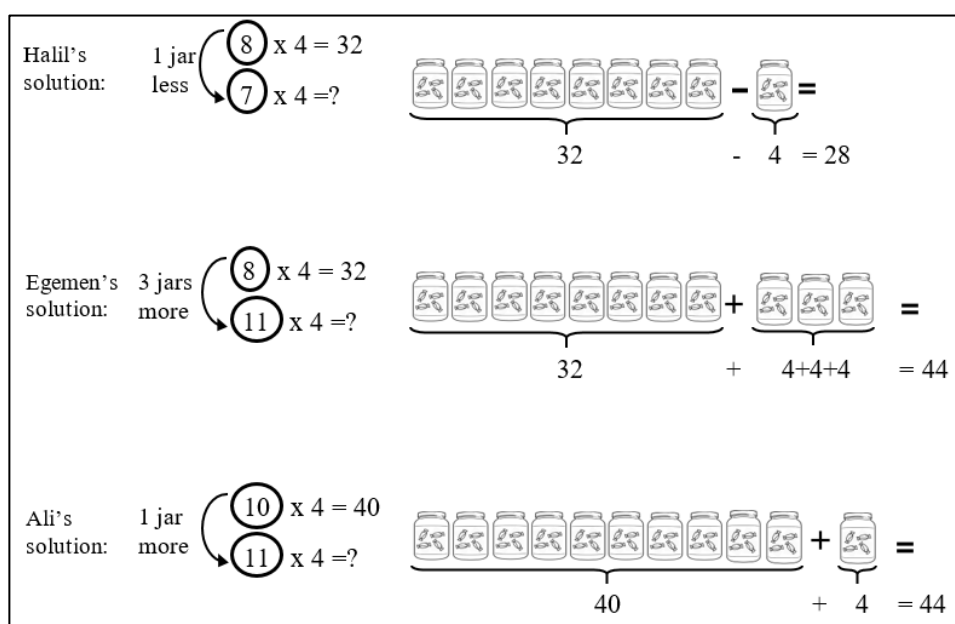 Halil's solution:
1 jar less
8 x 4 = 32
7 x 4 =?
- =
32 - 4 = 28
Egemen's solution:
3 jars more
8 x 4 = 32
11 x 4 =?
+ =
32 + 4+4+4 = 44
Ali's solution:
1 jar more
10 x 4 = 40
11 x 4 =?
+ =
40 + 4 = 44